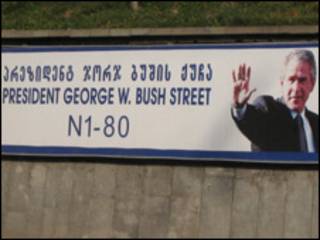 პრეზიდენტ ჯორჯ ბუშის ქუჩა
PRESIDENT GEORGE W. BUSH STREET
N1-80